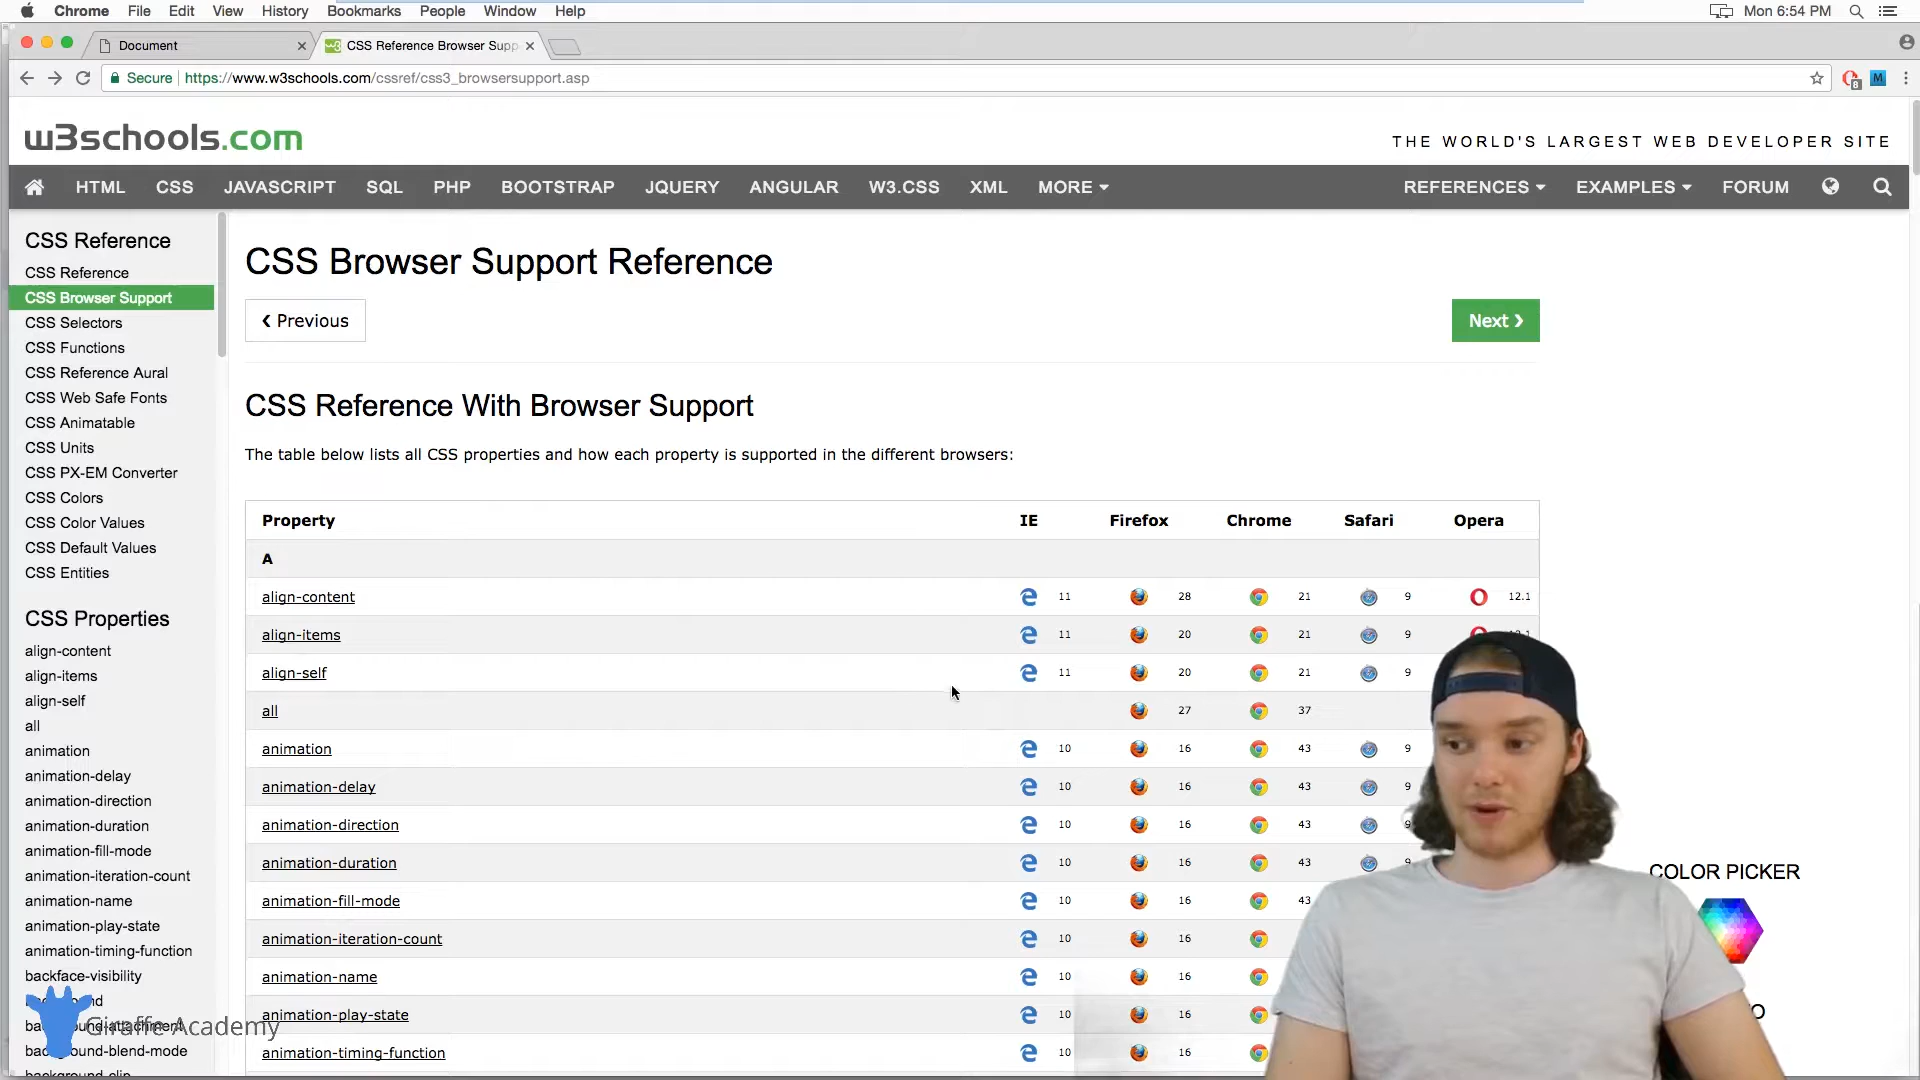 Chrome File Edit View History Bookmarks People Window Help Mon 6:54 PM
Document CSS Reference Browser Supp
Secure https://www.w3schools.com/cssref/css3_browsersupport.asp
w3schools.com THE WORLD'S LARGEST WEB DEVELOPER SITE
HTML CSS JAVASCRIPT SQL PHP BOOTSTRAP JQUERY ANGULAR W3.CSS XML MORE REFERENCES EXAMPLES FORUM
CSS Reference
CSS Reference
CSS Browser Support
CSS Selectors
CSS Functions
CSS Reference Aural
CSS Web Safe Fonts
CSS Animatable
CSS Units
CSS PX-EM Converter
CSS Colors
CSS Color Values
CSS Default Values
CSS Entities
CSS Properties
align-content
align-items
align-self
all
animation
animation-delay
animation-direction
animation-duration
animation-fill-mode
animation-iteration-count
animation-name
animation-play-state
animation-timing-function
backface-visibility
background-blend-mode
Giraffe Academy
CSS Browser Support Reference
❮ Previous Next ❯
CSS Reference With Browser Support
The table below lists all CSS properties and how each property is supported in the different browsers:
Property IE Firefox Chrome Safari Opera
A
align-content 11 28 21 9 12.1
align-items 11 20 21 9
align-self 11 20 21 9
all 27 37
animation 10 16 43 9
animation-delay 10 16 43 9
animation-direction 10 16 43 9
animation-duration 10 16 43 9
animation-fill-mode 10 16 43
animation-iteration-count 10 16
animation-name 10 16
animation-play-state 10 16
animation-timing-function 10 16
COLOR PICKER